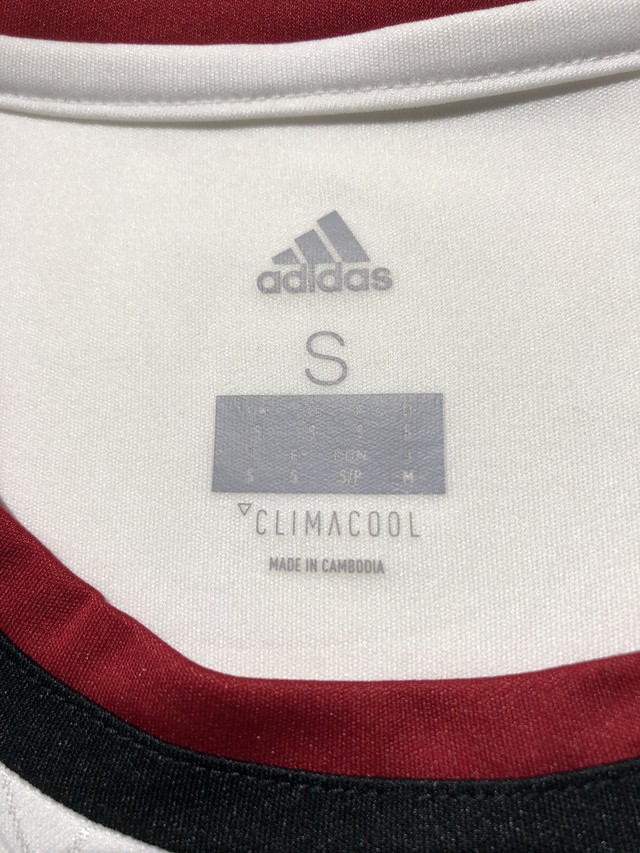 adidas
S
S S S S
S S S/P M
CLIMACOOL
MADE IN CAMBODIA